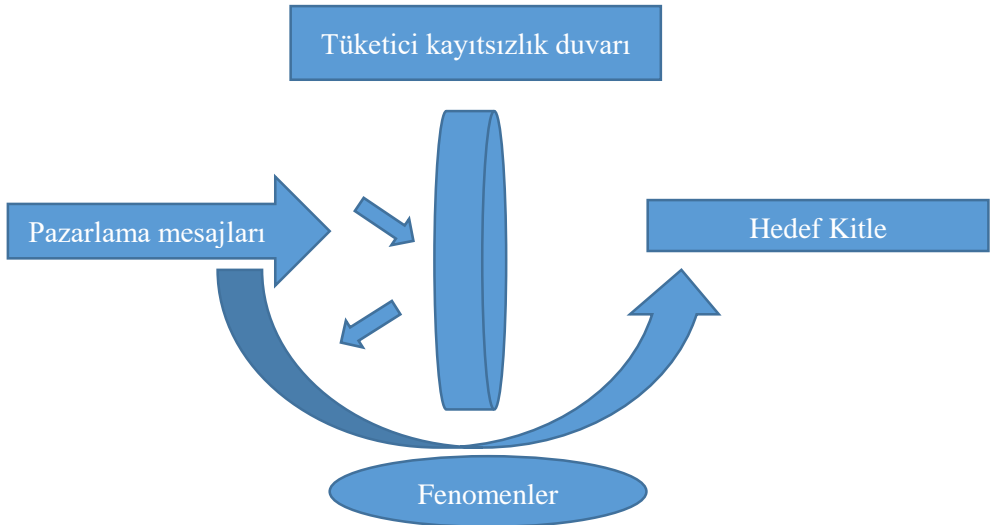 Tüketici kayıtsızlık duvarı
Pazarlama mesajları
Hedef Kitle
Fenomenler